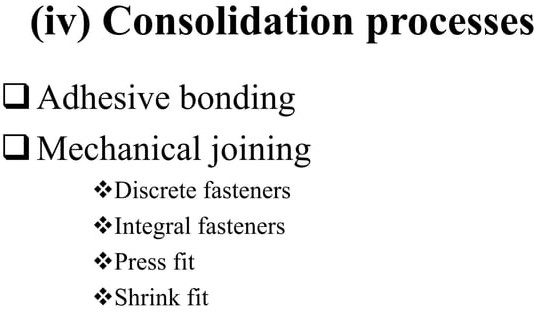 (iv) Consolidation processes
❑ Adhesive bonding
❑ Mechanical joining
❖Discrete fasteners
❖Integral fasteners
❖Press fit
❖Shrink fit